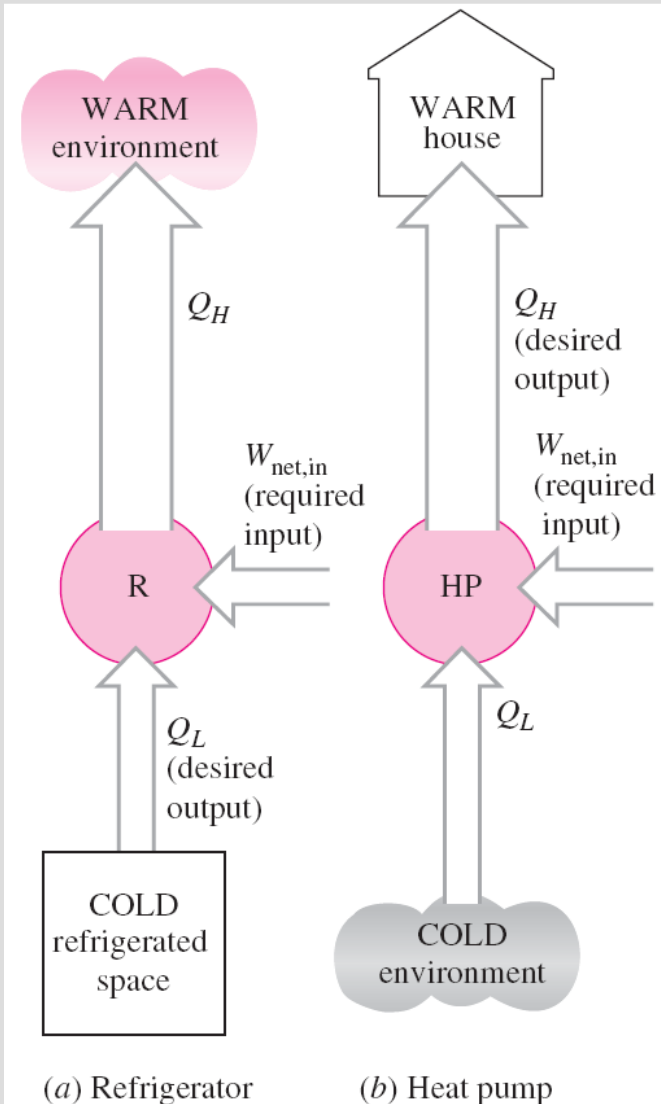 WARM
environment
Q_H
W_net,in
(required
input)
R
Q_L
(desired
output)
COLD
refrigerated
space
(a) Refrigerator
WARM
house
Q_H
(desired
output)
W_net,in
(required
input)
HP
Q_L
COLD
environment
(b) Heat pump